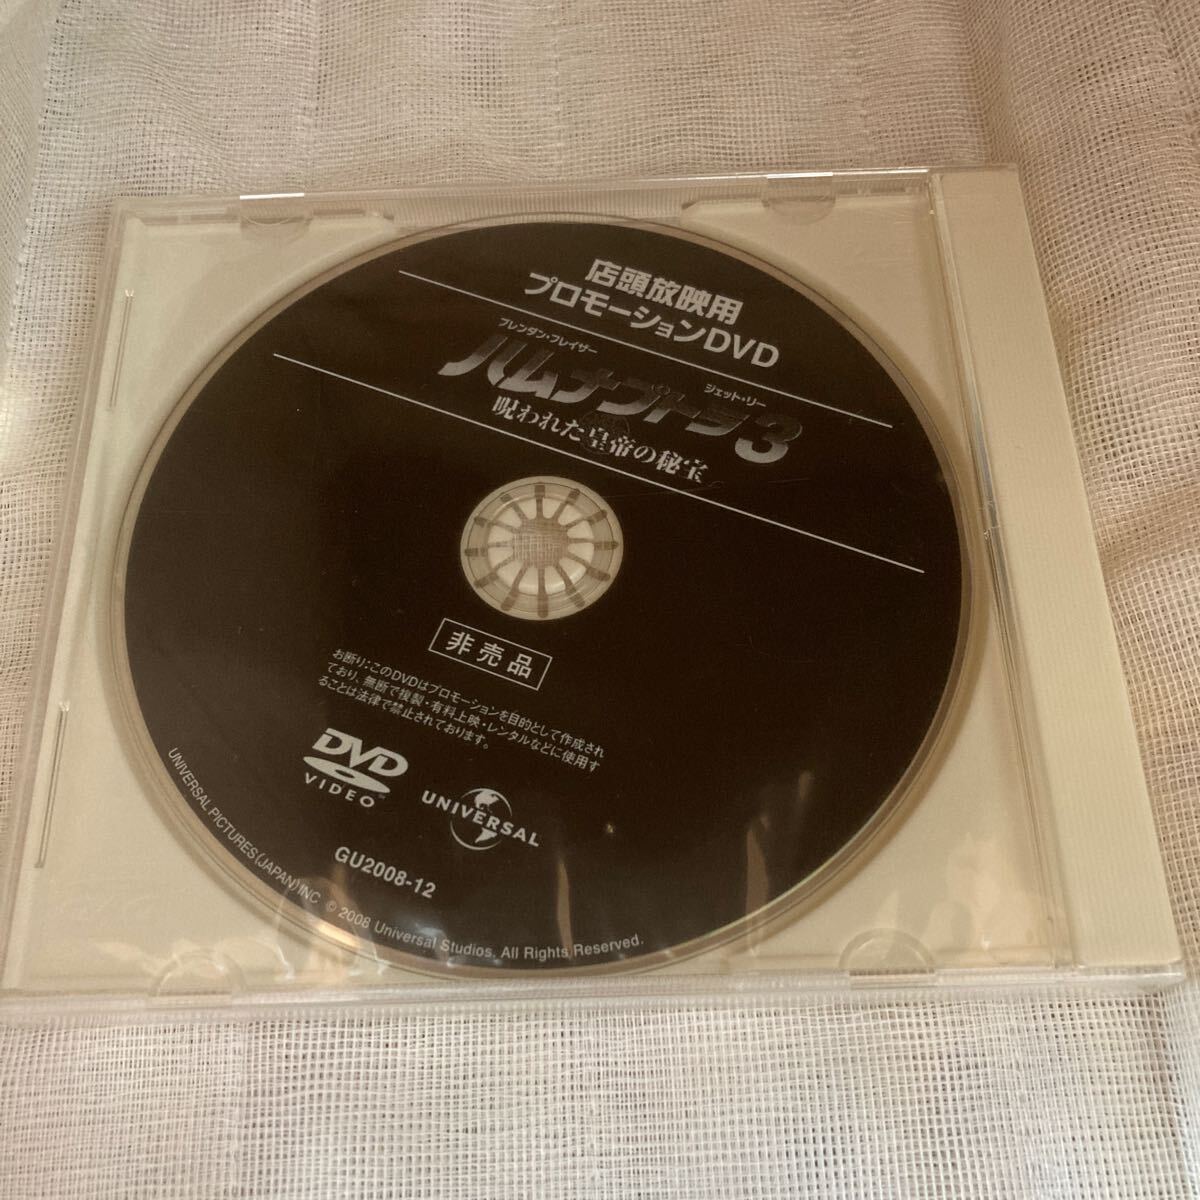 店頭放映用
プロモーションDVD
ブレンダン・フレイザー
ジェット・リー
ハムナプトラ3
呪われた皇帝の秘宝
非売品
お断り:このDVDはプロモーションを目的として作成され
ており、無断で複製・有料上映・レンタルなどに使用す
ることは法律で禁止されております。
DVD
VIDEO
UNIVERSAL
GU2008-12
UNIVERSAL PICTURES(JAPAN)INC © 2008 Universal Studios. All Rights Reserved.